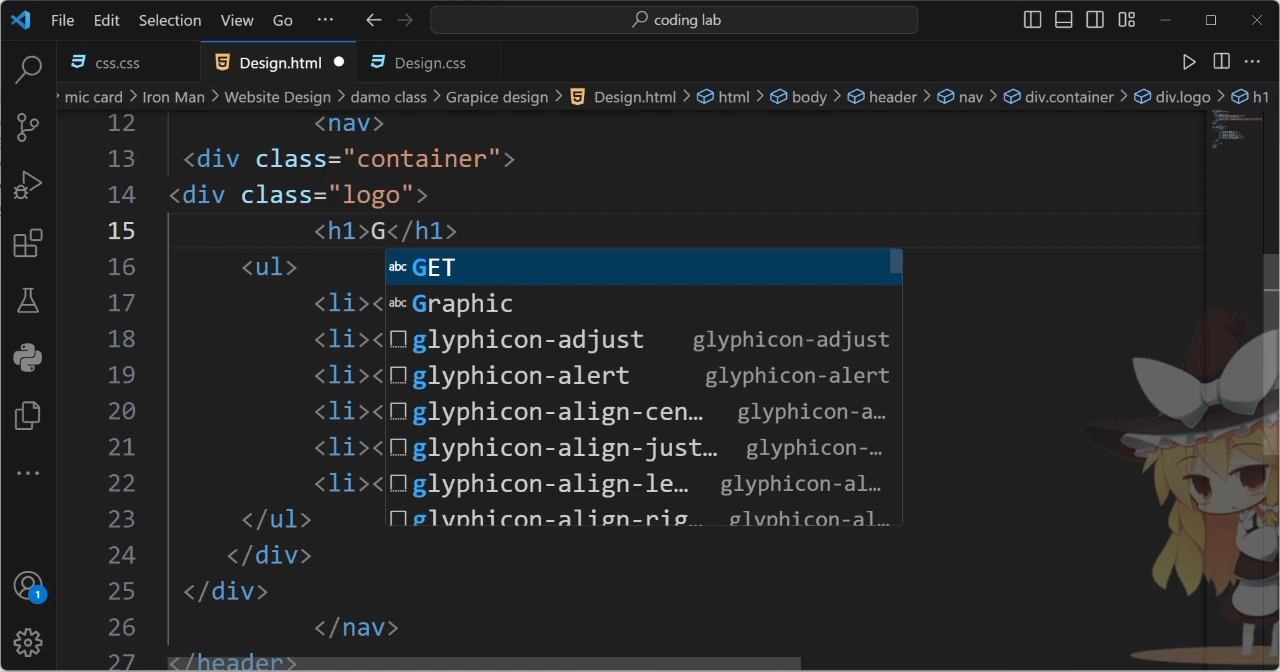 File Edit Selection View Go ··· coding lab
css.css Design.html Design.css
mic card > Iron Man > Website Design > damo class > Grapice design > Design.html > html > body > header > nav > div.container > div.logo > h1
12 <nav>
13 <div class="container">
14 <div class="logo">
15 <h1>G</h1>
16 <ul>
abc GET
17 <li><
abc Graphic
18 <li><
glyphicon-adjust glyphicon-adjust
19 <li><
glyphicon-alert glyphicon-alert
20 <li><
glyphicon-align-cen… glyphicon-a…
21 <li><
glyphicon-align-just… glyphicon-…
22 <li><
glyphicon-align-le… glyphicon-al…
23 </ul>
glyphicon-align-rig… glyphicon-al…
24 </div>
25 </div>
1
26 </nav>
27 </header>